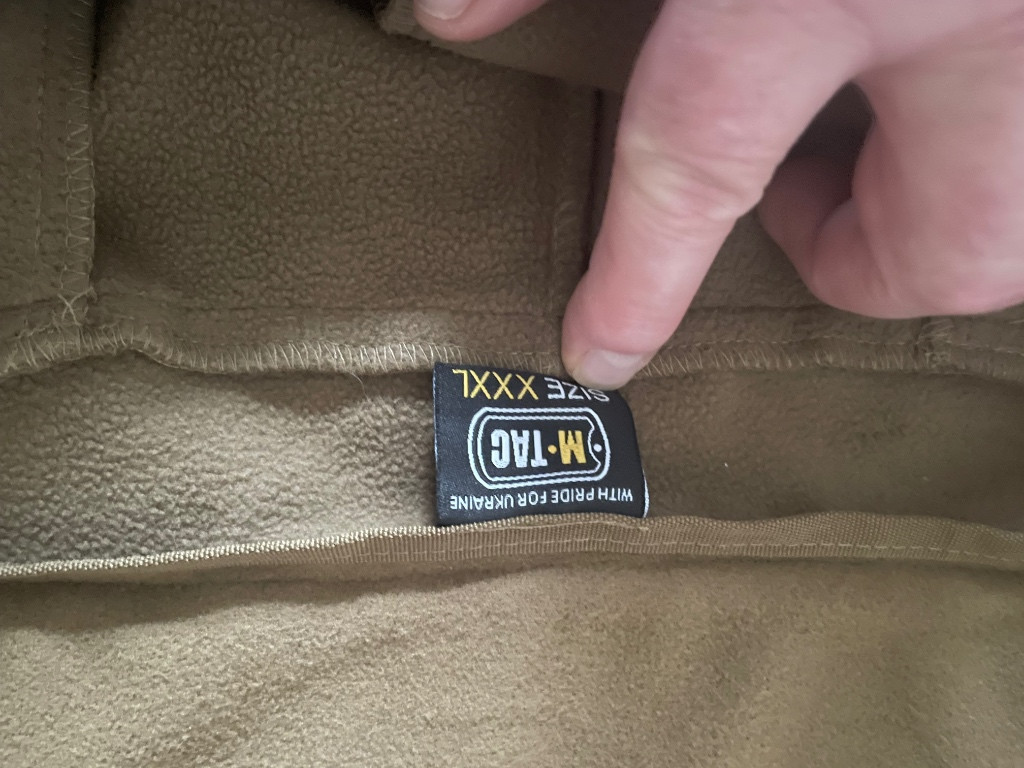 WITH PRIDE FOR UKRAINE
M·TAC
SIZE XXXL